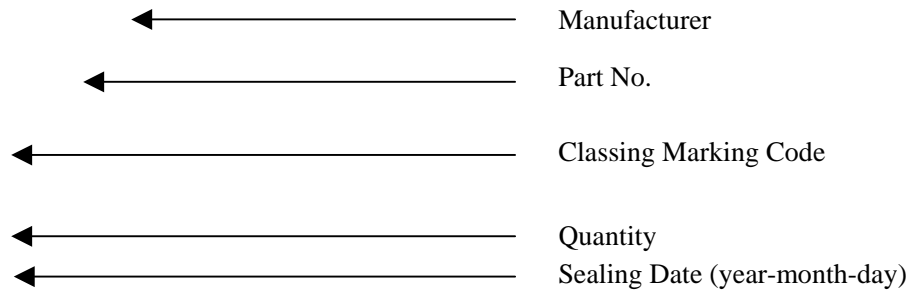 Manufacturer
Part No.
Classing Marking Code
Quantity
Sealing Date (year-month-day)